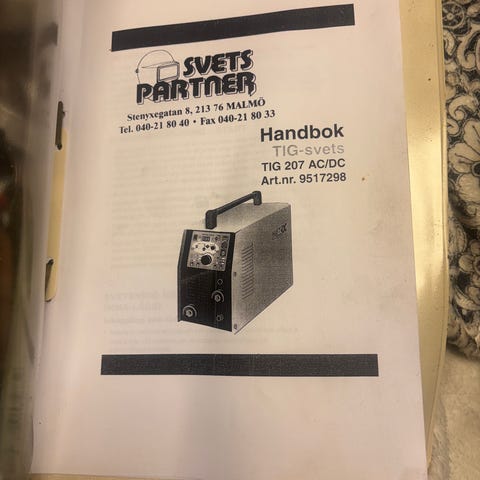 SVETS
PARTNER
Stenyxegatan 8, 213 76 MALMÖ
Tel. 040-21 80 40 • Fax 040-21 80 33
Handbok
TIG-svets
TIG 207 AC/DC
Art.nr. 9517298